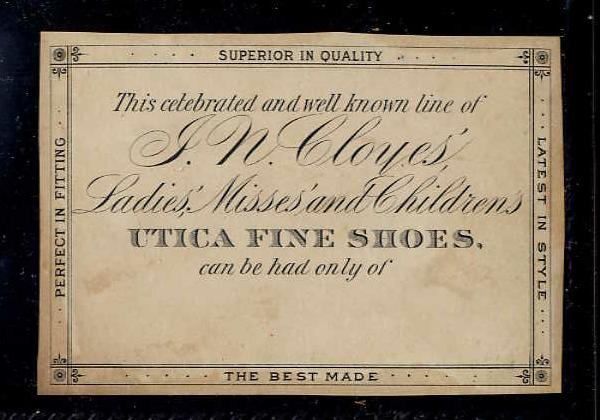 SUPERIOR IN QUALITY
PERFECT IN FITTING
This celebrated and well known line of
J. N. Cloyes'
Ladies', Misses' and Children's
UTICA FINE SHOES,
can be had only of
LATEST IN STYLE
THE BEST MADE